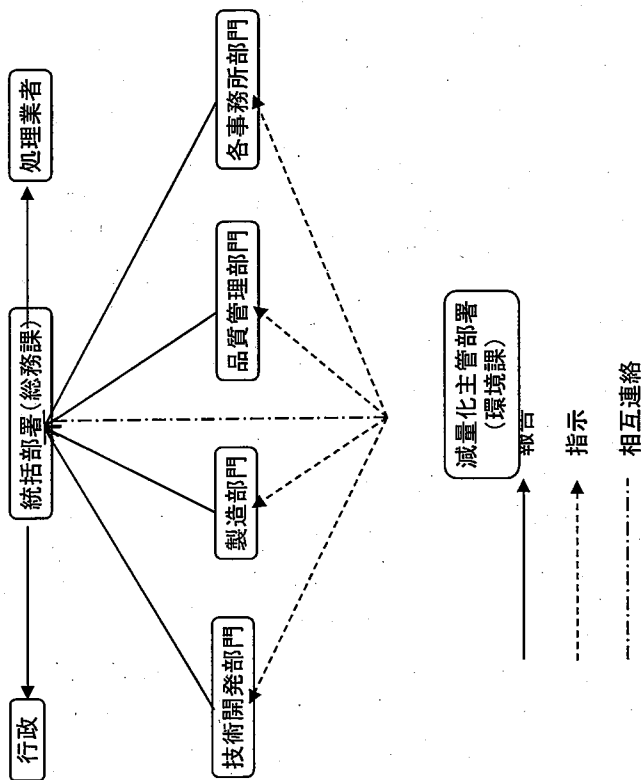 行政
統括部署(総務課)
処理業者
技術開発部門
製造部門
品質管理部門
各事務所部門
減量化主管部署
(環境課)
報告
指示
相互連絡